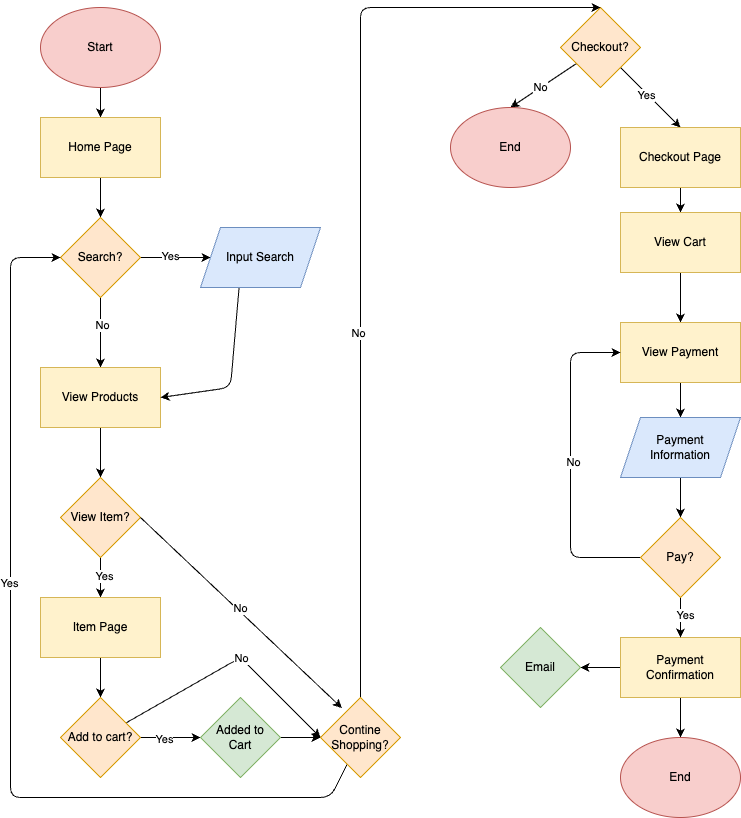 Start
Home Page
Search?
Yes
Input Search
No
View Products
View Item?
Yes
No
Item Page
Add to cart?
No
Yes
Added to
Cart
Contine
Shopping?
Yes
No
Checkout?
No
Yes
End
Checkout Page
View Cart
View Payment
Payment
Information
No
Pay?
Yes
Payment
Confirmation
Email
End